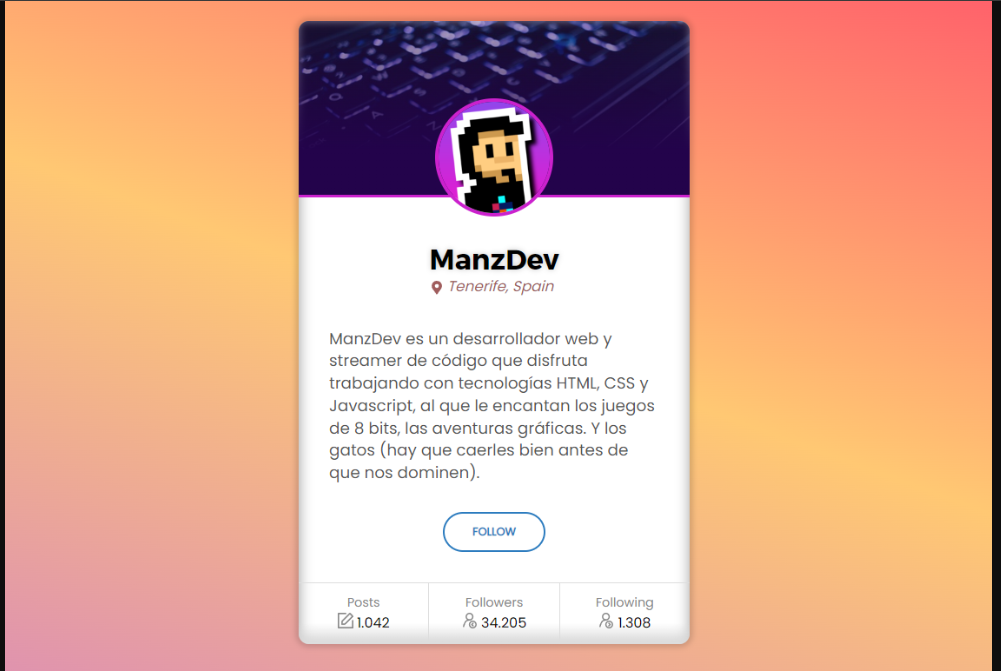 ManzDev
Tenerife, Spain
ManzDev es un desarrollador web y
streamer de código que disfruta
trabajando con tecnologías HTML, CSS y
Javascript, al que le encantan los juegos
de 8 bits, las aventuras gráficas. Y los
gatos (hay que caerles bien antes de
que nos dominen).
FOLLOW
Posts Followers Following
1.042 34.205 1.308